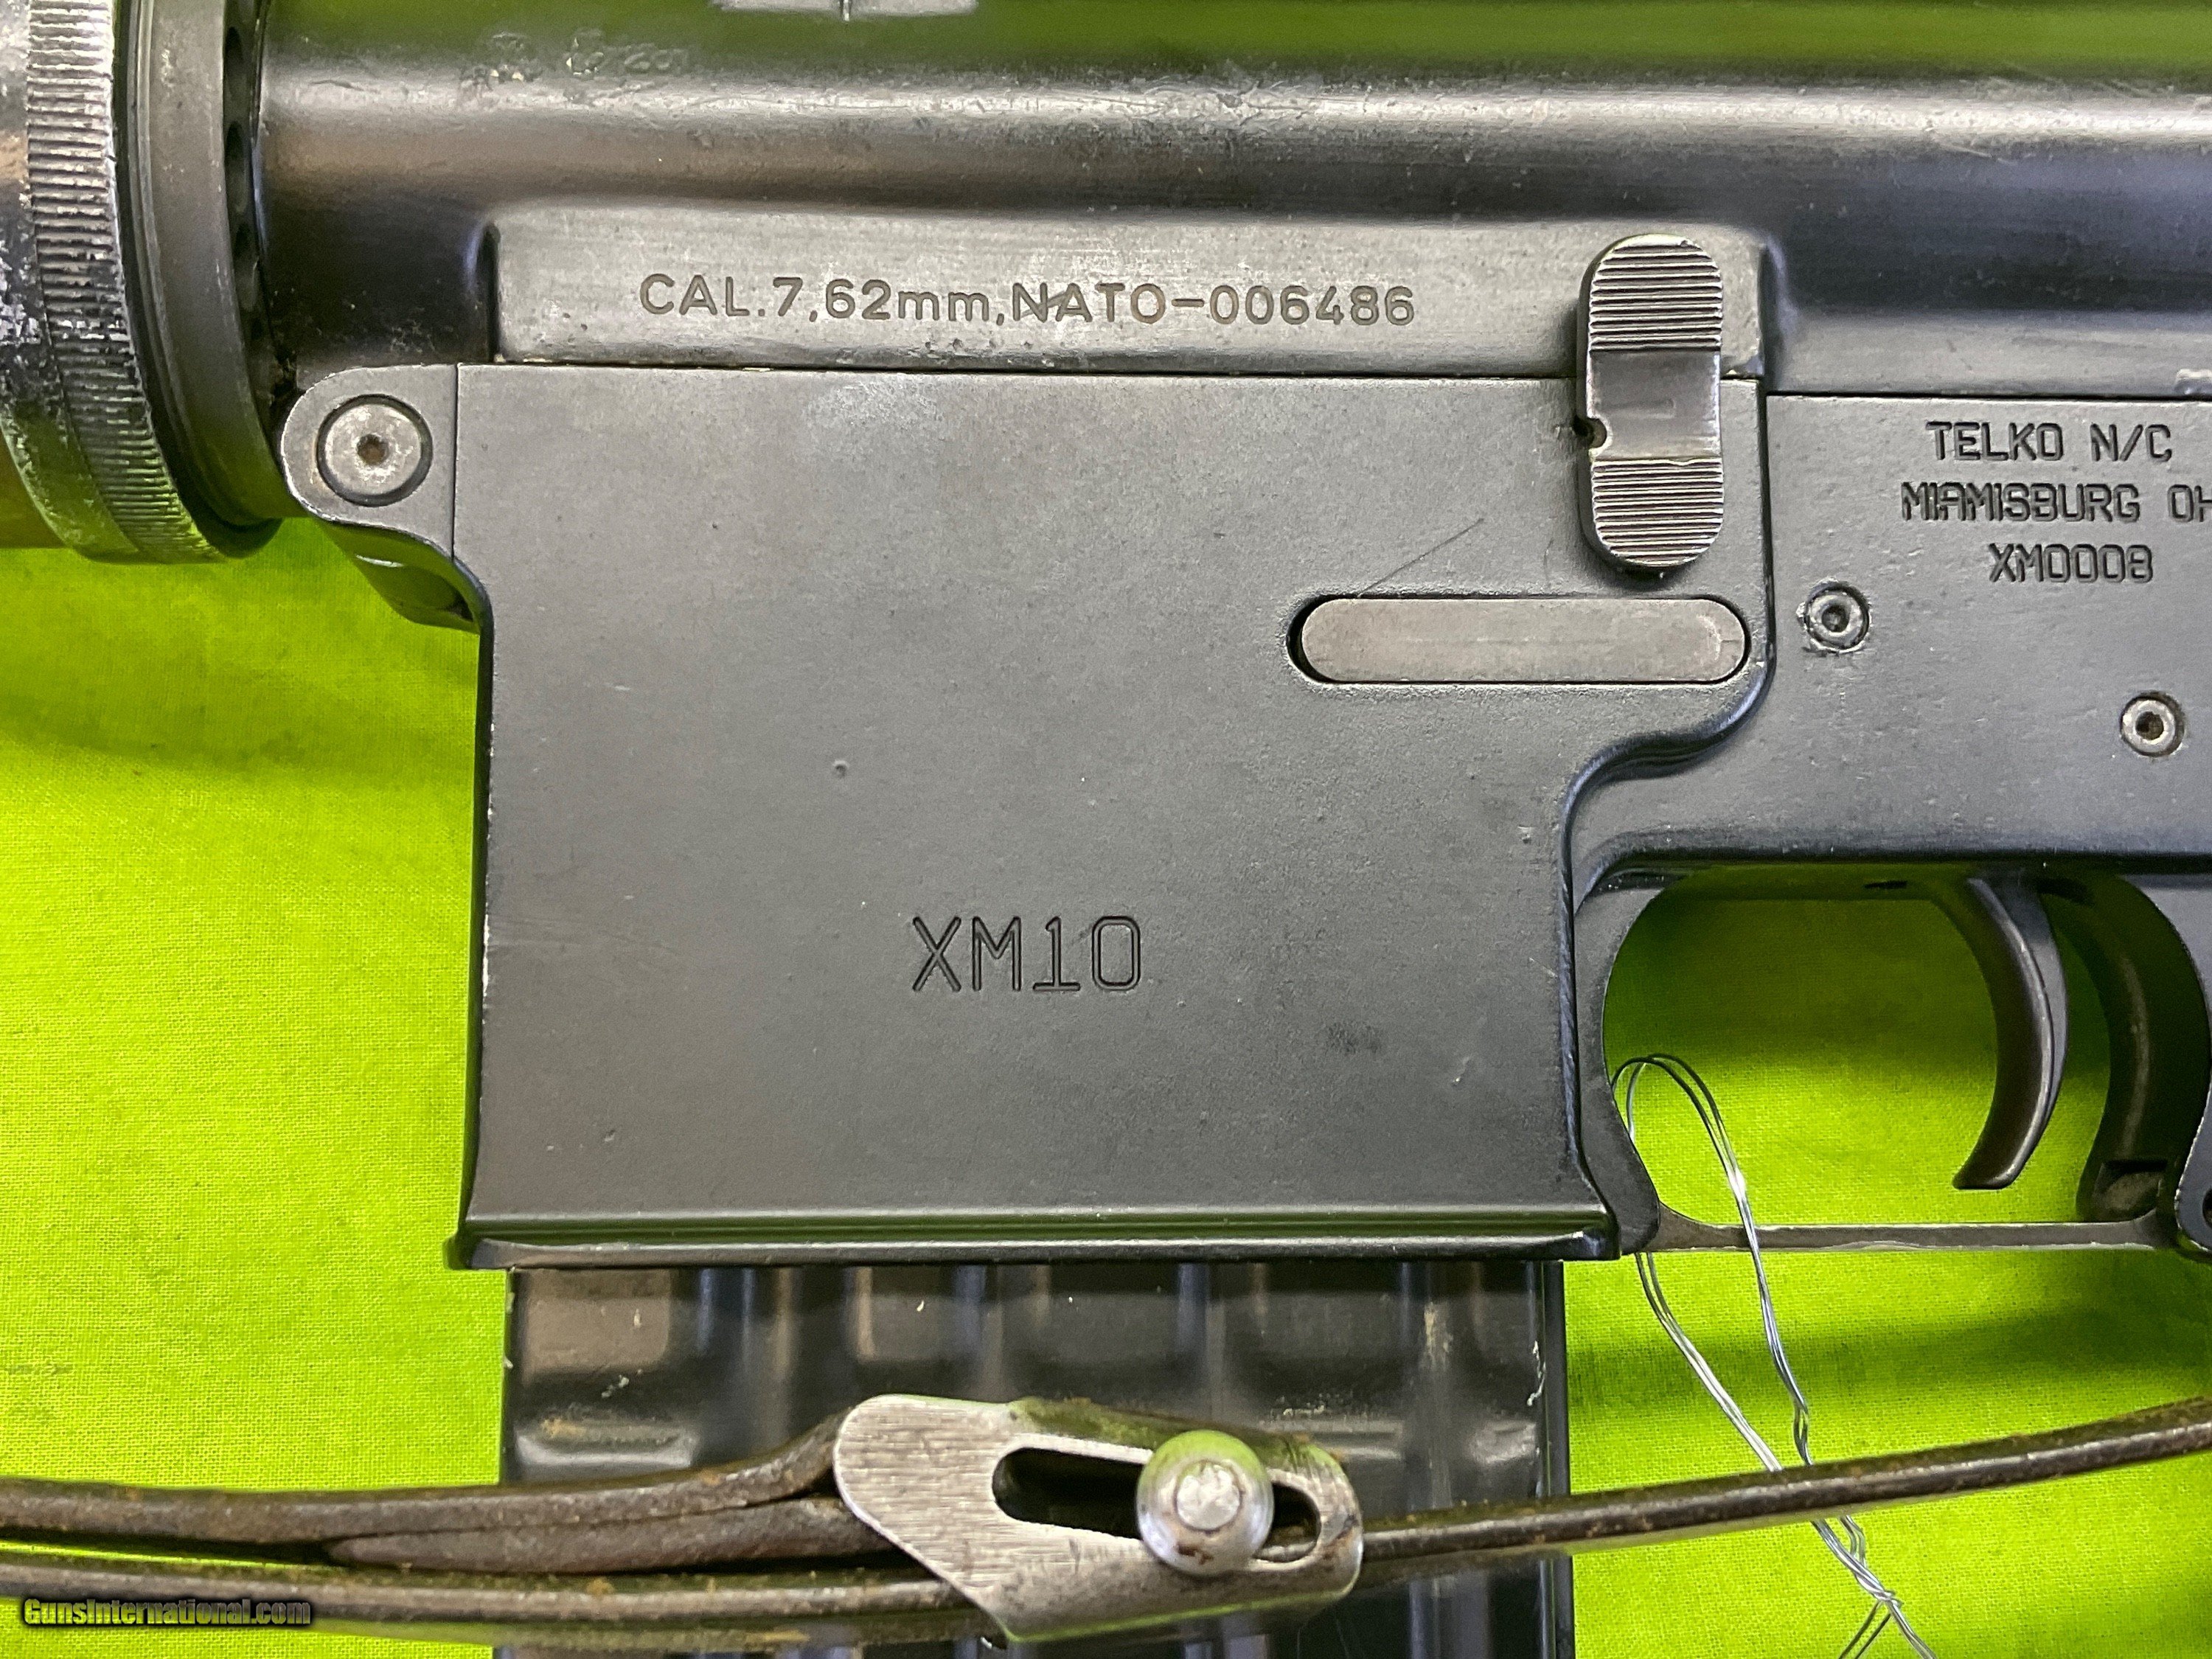 CAL.7,62mm,NATO-006486
TELKO N/C
MIAMISBURG OH
XM0008
XM10
GunsInternational.com